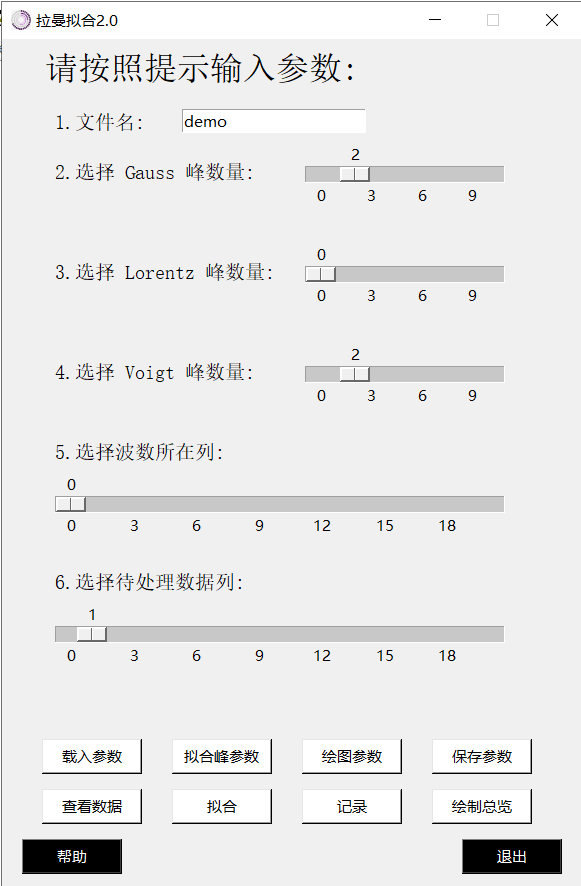 拉曼拟合2.0
请按照提示输入参数:
1.文件名: demo
2
2.选择 Gauss 峰数量:
0 3 6 9
0
3.选择 Lorentz 峰数量:
0 3 6 9
2
4.选择 Voigt 峰数量:
0 3 6 9
5.选择波数所在列:
0
0 3 6 9 12 15 18
6.选择待处理数据列:
1
0 3 6 9 12 15 18
载入参数 拟合峰参数 绘图参数 保存参数
查看数据 拟合 记录 绘制总览
帮助 退出